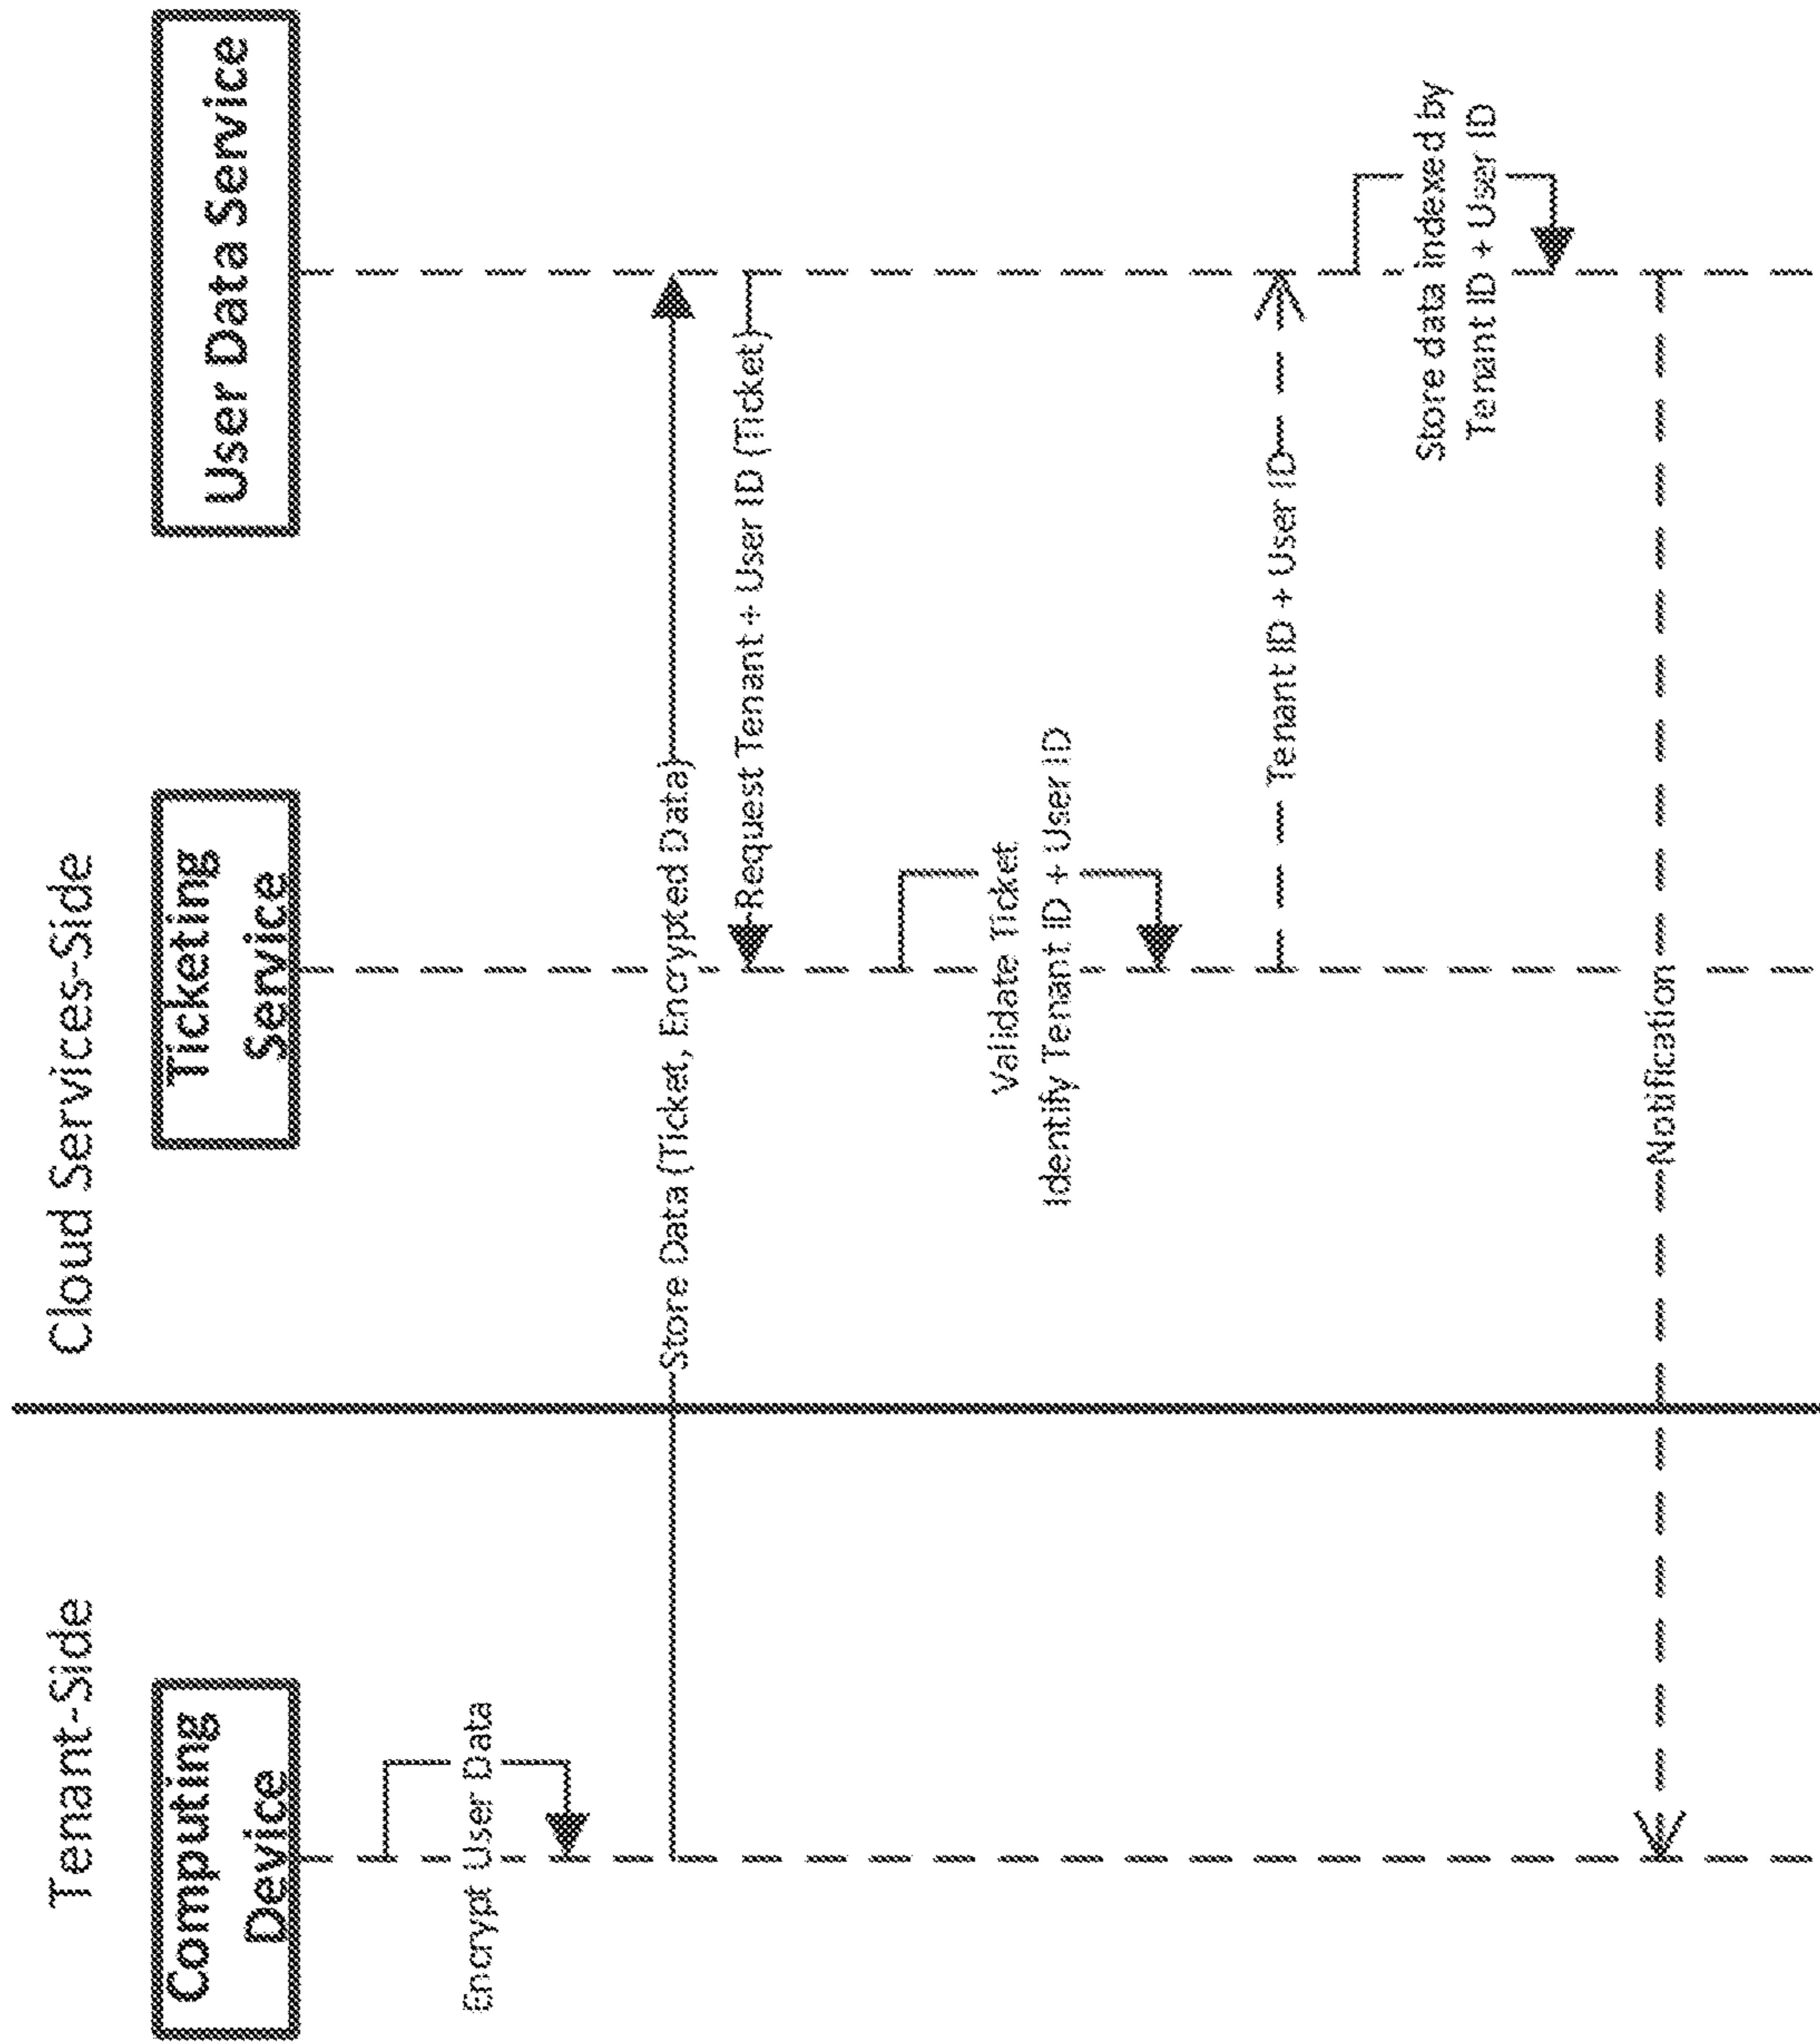 Tenant-Side
Cloud Services-Side
Computing
Device
Ticketing
Service
User Data Service
Encrypt User Data
Store Data (Ticket, Encrypted Data)
Request Tenant + User ID (Ticket)
Validate Ticket
Identify Tenant ID + User ID
Tenant ID + User ID
Store data indexed by
Tenant ID + User ID
Notification